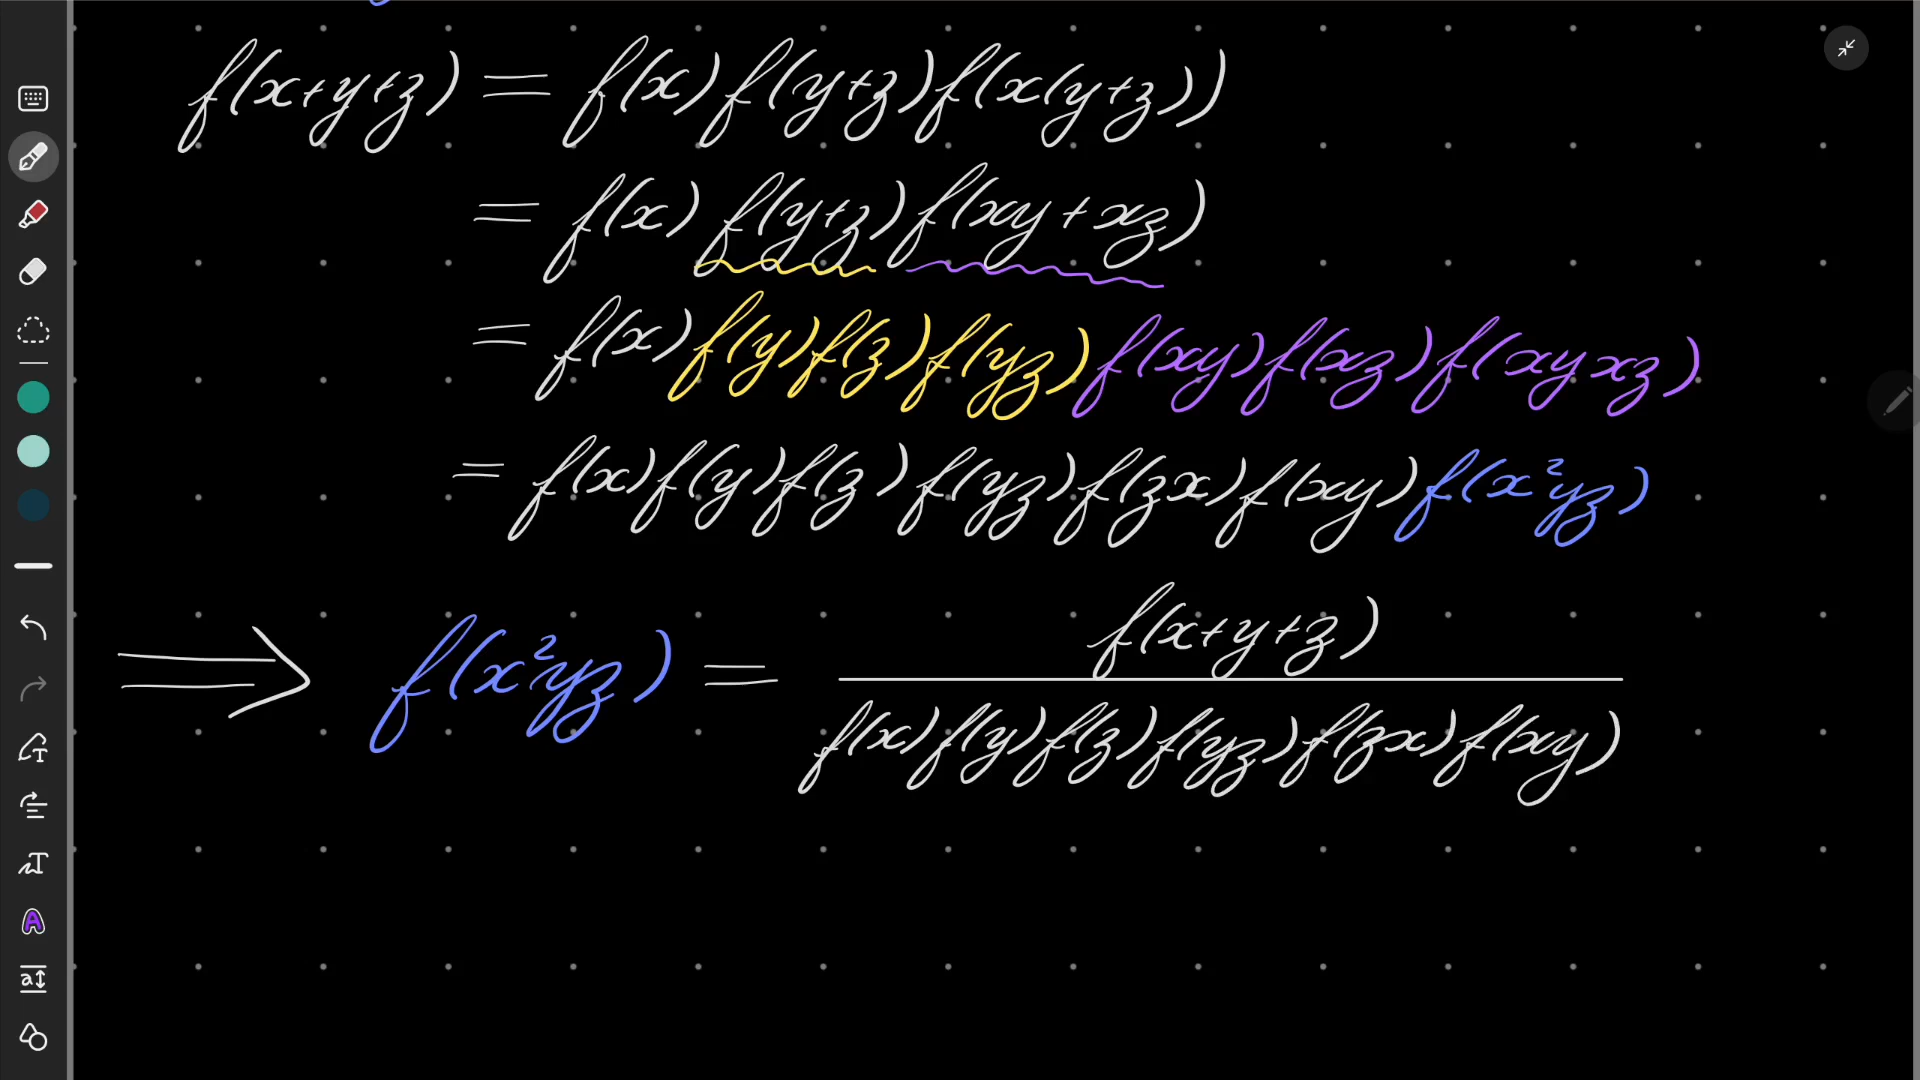 f(x+y+z) = f(x)f(y+z)f(x(y+z))
= f(x) f(y+z)f(xy+xz)
= f(x)f(y)f(z)f(yz)f(xy)f(xz)f(xyxz)
= f(x)f(y)f(z)f(yz)f(zx)f(xy)f(x²yz)
⟹ f(x²yz) = f(x+y+z) / f(x)f(y)f(z)f(yz)f(zx)f(xy)